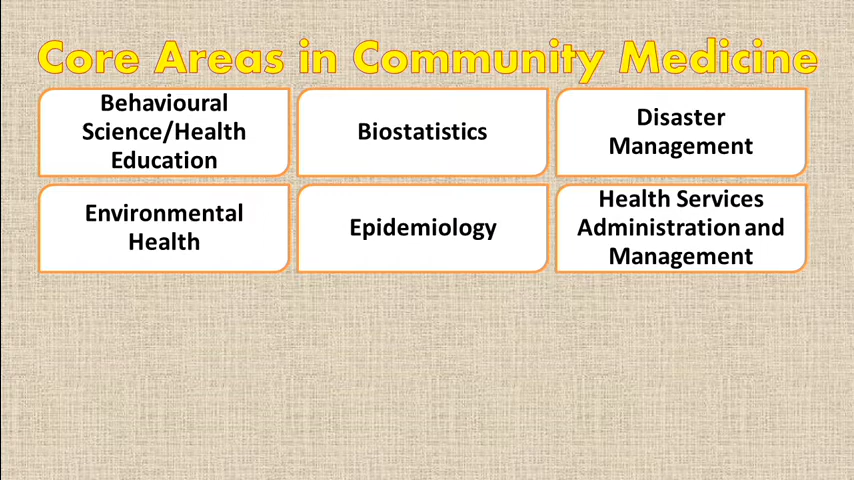 Core Areas in Community Medicine
Behavioural
Science/Health
Education
Biostatistics
Disaster
Management
Environmental
Health
Epidemiology
Health Services
Administration and
Management